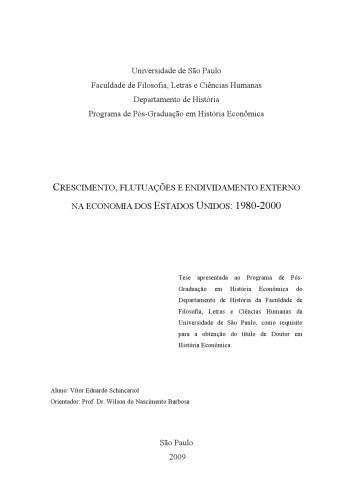 Universidade de São Paulo
Faculdade de Filosofia, Letras e Ciências Humanas
Departamento de História
Programa de Pós-Graduação em História Econômica
CRESCIMENTO, FLUTUAÇÕES E ENDIVIDAMENTO EXTERNO
NA ECONOMIA DOS ESTADOS UNIDOS: 1980-2000
Tese apresentada ao Programa de Pós-
Graduação em História Econômica do
Departamento de História da Faculdade de
Filosofia, Letras e Ciências Humanas da
Universidade de São Paulo, como requisito
para a obtenção do título de Doutor em
História Econômica.
Aluno: Vitor Eduardo Schincariol
Orientador: Prof. Dr. Wilson do Nascimento Barbosa
São Paulo
2009